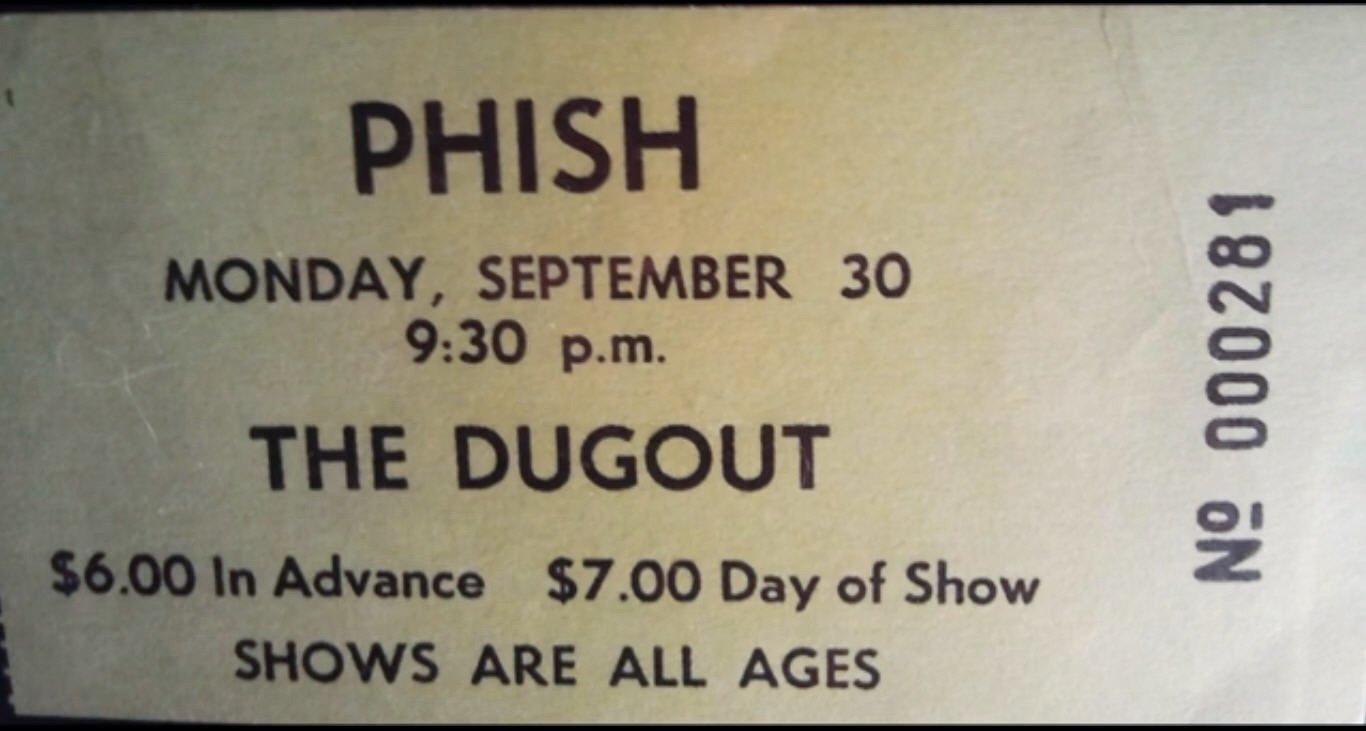 PHISH
MONDAY, SEPTEMBER 30
9:30 p.m.
THE DUGOUT
$6.00 In Advance $7.00 Day of Show
SHOWS ARE ALL AGES
Nº 000281